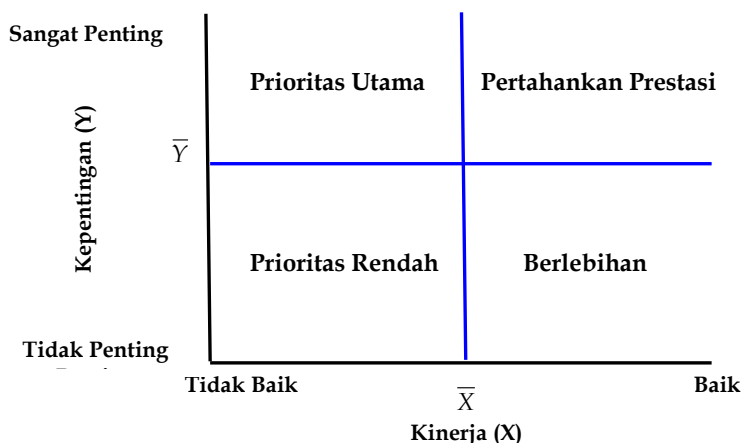 Sangat Penting
Prioritas Utama
Pertahankan Prestasi
Kepentingan (Y)
Y̅
Prioritas Rendah
Berlebihan
Tidak Penting
Tidak Baik
X̅
Baik
Kinerja (X)